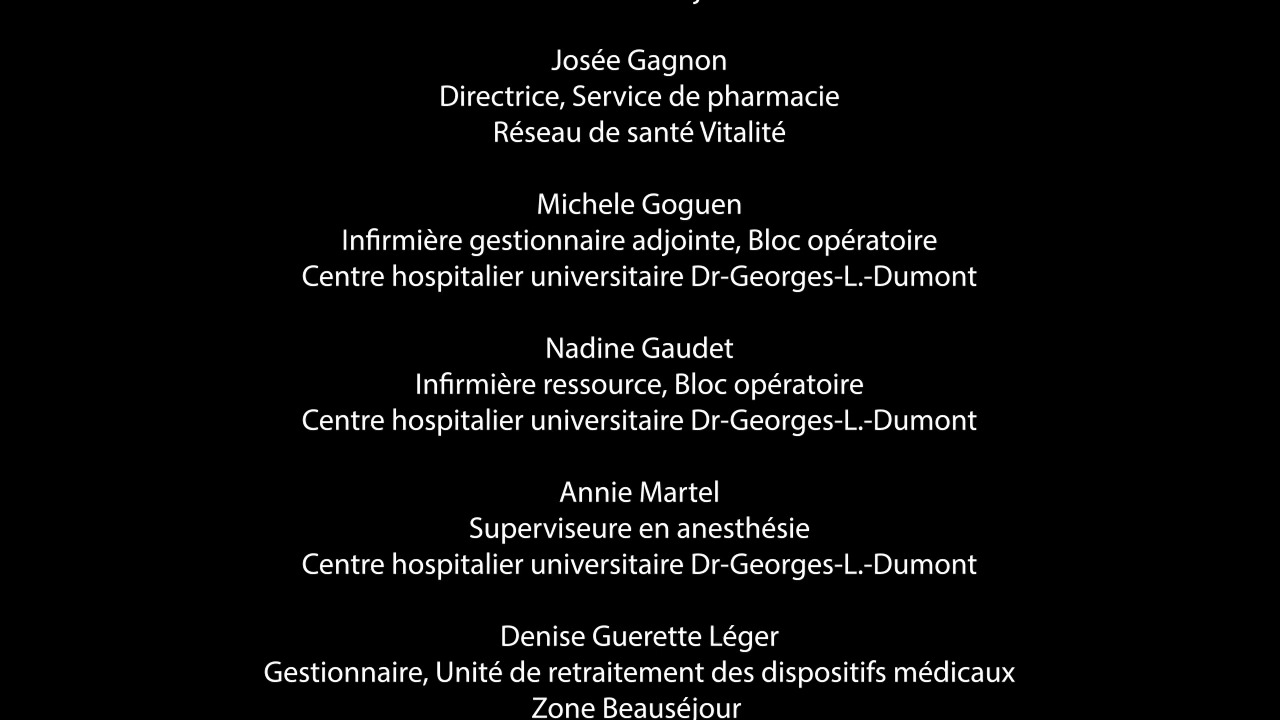 Josée Gagnon
Directrice, Service de pharmacie
Réseau de santé Vitalité
Michele Goguen
Infirmière gestionnaire adjointe, Bloc opératoire
Centre hospitalier universitaire Dr-Georges-L.-Dumont
Nadine Gaudet
Infirmière ressource, Bloc opératoire
Centre hospitalier universitaire Dr-Georges-L.-Dumont
Annie Martel
Superviseure en anesthésie
Centre hospitalier universitaire Dr-Georges-L.-Dumont
Denise Guerette Léger
Gestionnaire, Unité de retraitement des dispositifs médicaux
Zone Beauséjour